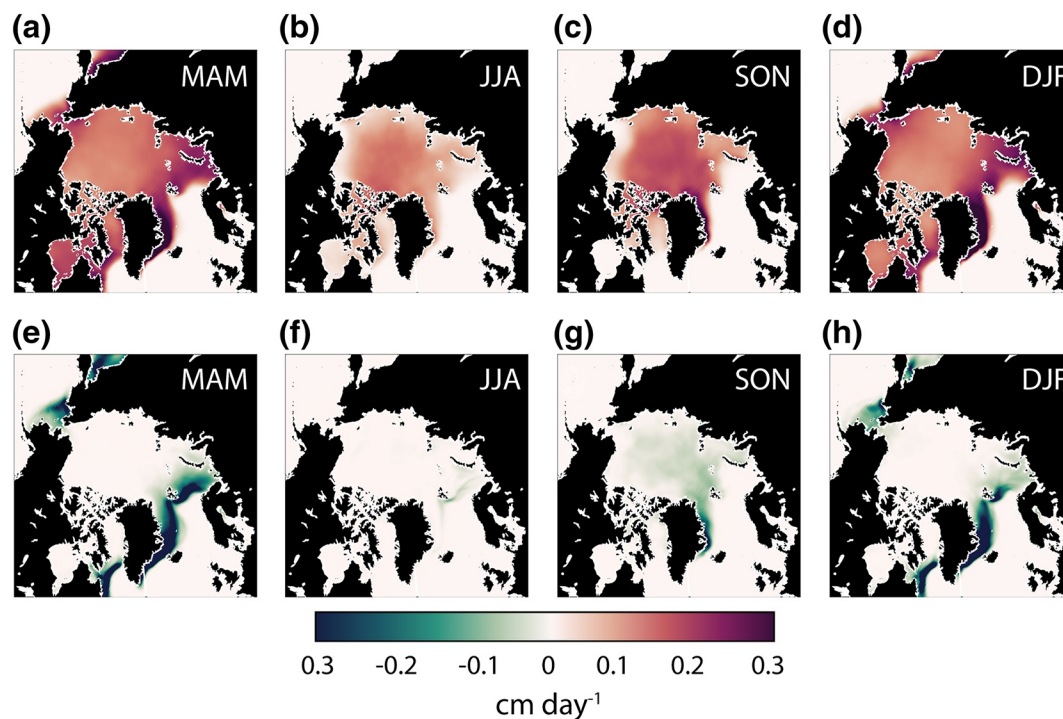 (a) (b) (c) (d)
MAM JJA SON DJF
(e) (f) (g) (h)
MAM JJA SON DJF
0.3 -0.2 -0.1 0 0.1 0.2 0.3
cm day⁻¹